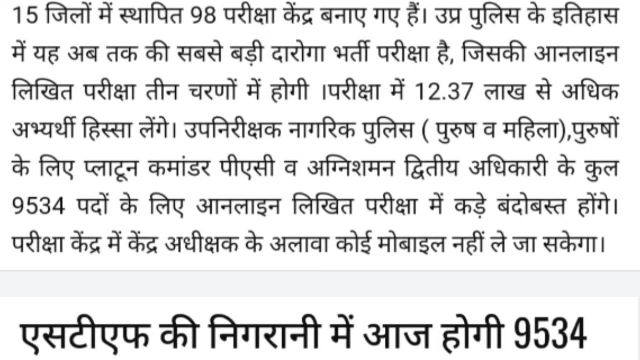 15 जिलों में स्थापित 98 परीक्षा केंद्र बनाए गए हैं। उप्र पुलिस के इतिहास
में यह अब तक की सबसे बड़ी दारोगा भर्ती परीक्षा है, जिसकी आनलाइन
लिखित परीक्षा तीन चरणों में होगी ।परीक्षा में 12.37 लाख से अधिक
अभ्यर्थी हिस्सा लेंगे। उपनिरीक्षक नागरिक पुलिस ( पुरुष व महिला),पुरुषों
के लिए प्लाटून कमांडर पीएसी व अग्निशमन द्वितीय अधिकारी के कुल
9534 पदों के लिए आनलाइन लिखित परीक्षा में कड़े बंदोबस्त होंगे।
परीक्षा केंद्र में केंद्र अधीक्षक के अलावा कोई मोबाइल नहीं ले जा सकेगा।
एसटीएफ की निगरानी में आज होगी 9534